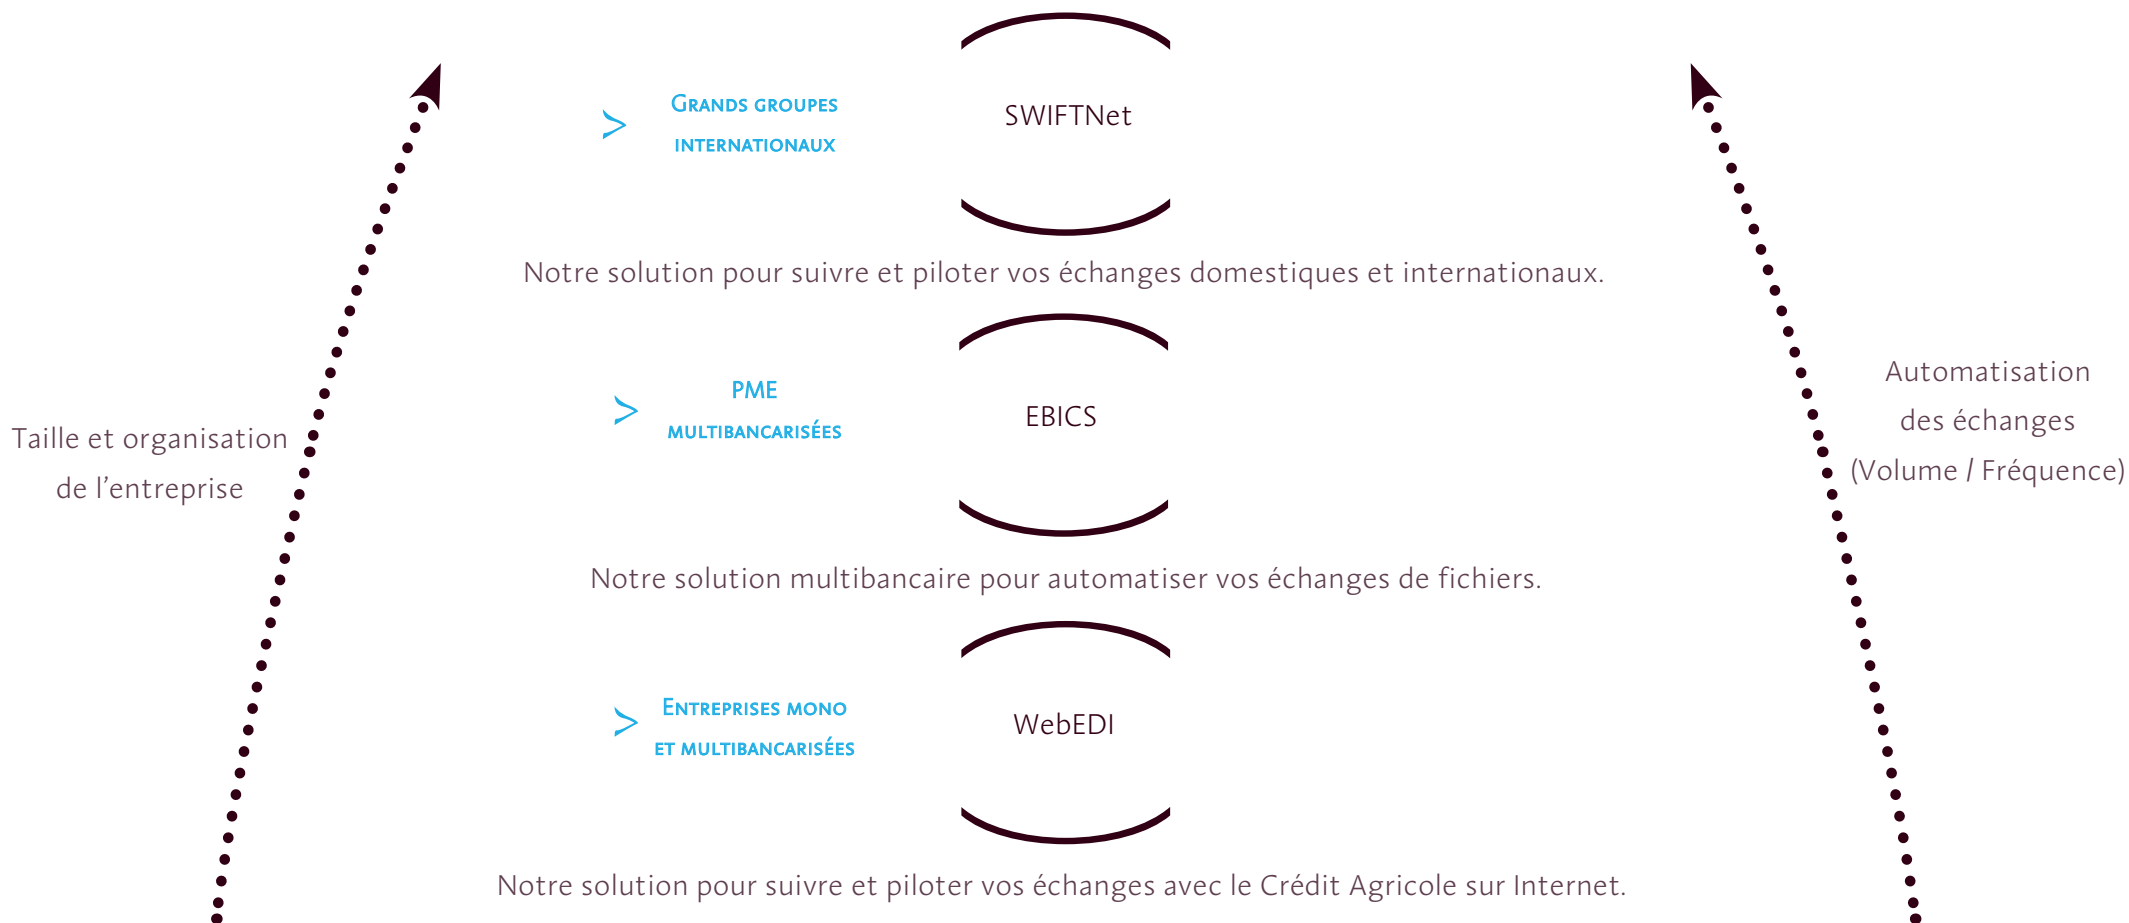 Grands groupes
internationaux
SWIFTNet
Notre solution pour suivre et piloter vos échanges domestiques et internationaux.
Taille et organisation
de l'entreprise
PME
multibancarisées
EBICS
Automatisation
des échanges
(Volume / Fréquence)
Notre solution multibancaire pour automatiser vos échanges de fichiers.
Entreprises mono
et multibancarisées
WebEDI
Notre solution pour suivre et piloter vos échanges avec le Crédit Agricole sur Internet.